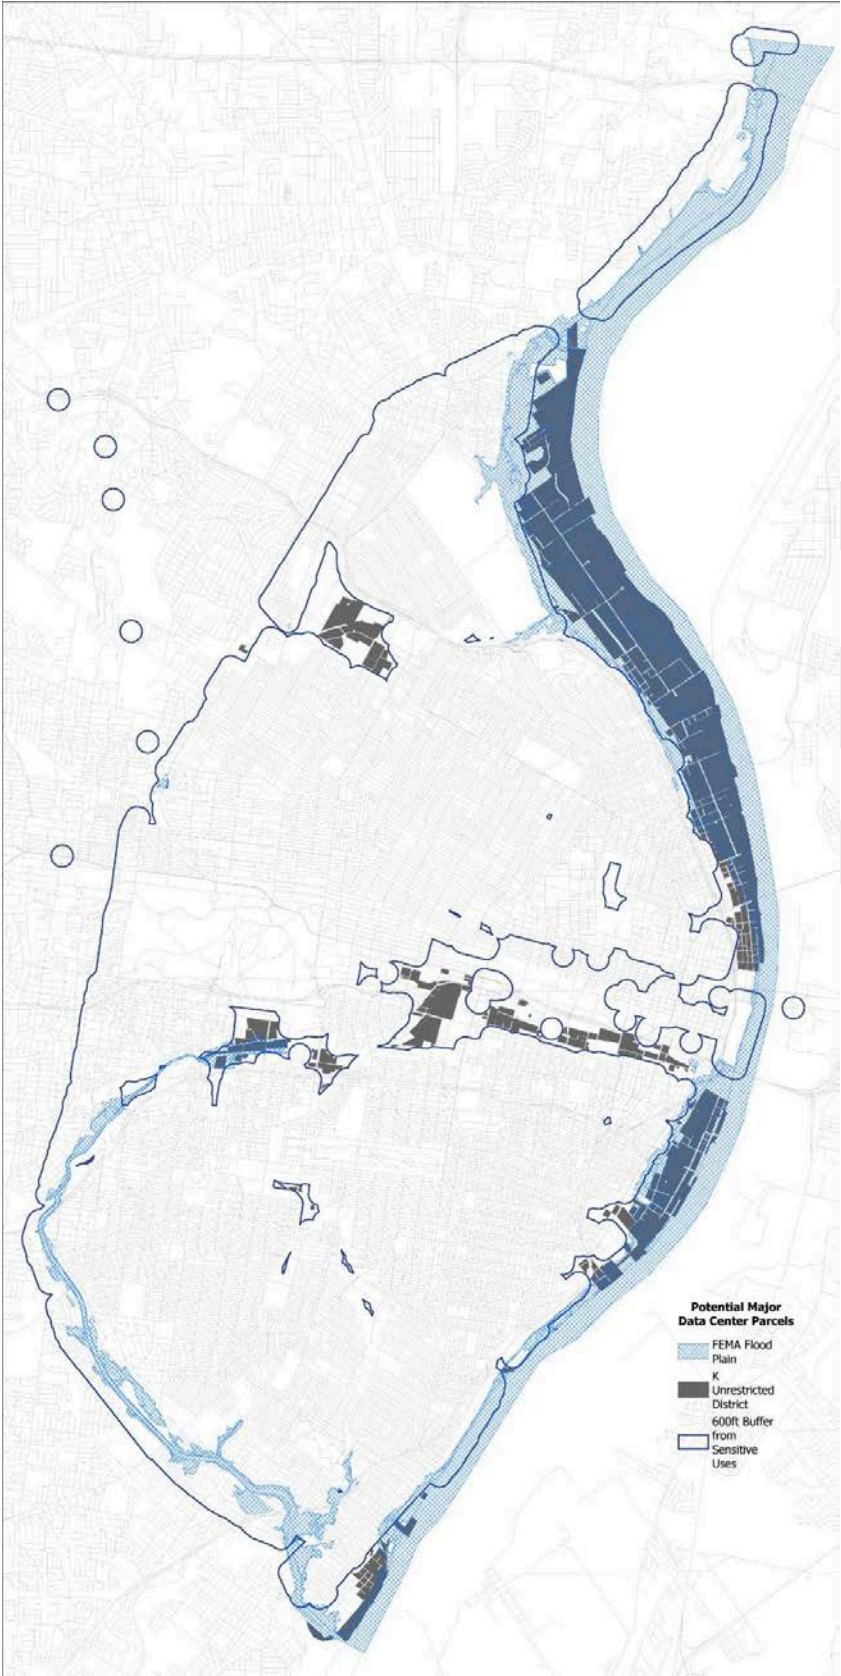 Potential Major
Data Center Parcels
FEMA Flood
Plain
K
Unrestricted
District
600ft Buffer
from
Sensitive
Uses